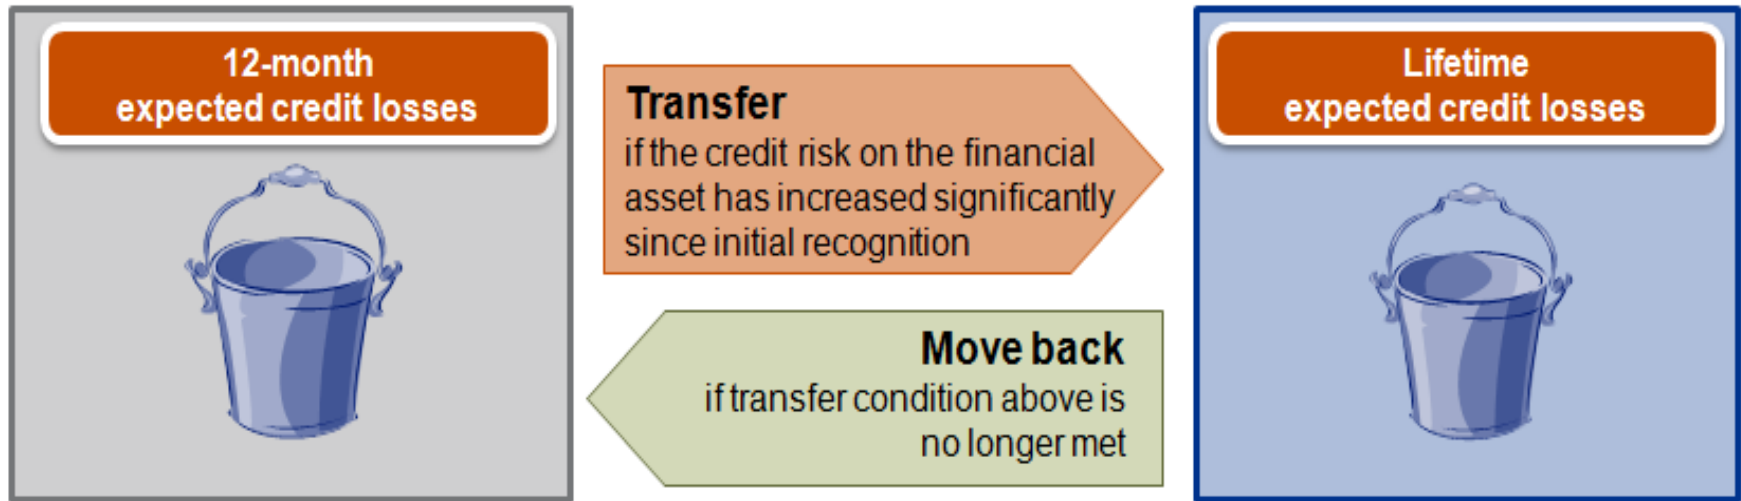 12-month
expected credit losses
Transfer
if the credit risk on the financial
asset has increased significantly
since initial recognition
Move back
if transfer condition above is
no longer met
Lifetime
expected credit losses